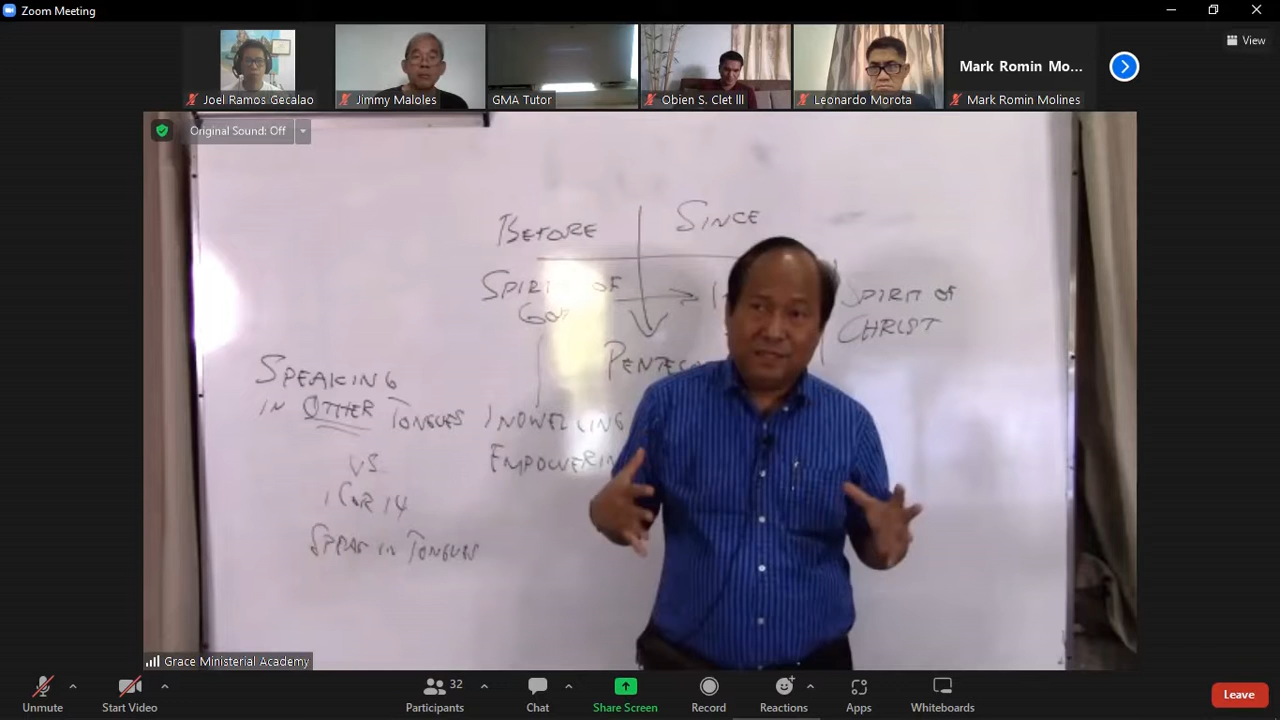 Zoom Meeting
View
Joel Ramos Gecalao
Jimmy Maloles
GMA Tutor
Obien S. Clet lll
Leonardo Morota
Mark Romin Mo...
Mark Romin Molines
Original Sound: Off
BEFORE
SINCE
SPIRIT OF
GOD
SPIRIT OF
CHRIST
SPEAKING
IN OTHER TONGUES
VS
1 COR 14
SPEAK IN TONGUES
INDWELLING
Grace Ministerial Academy
Unmute
Start Video
32
Participants
Chat
Share Screen
Record
Reactions
Apps
Whiteboards
Leave